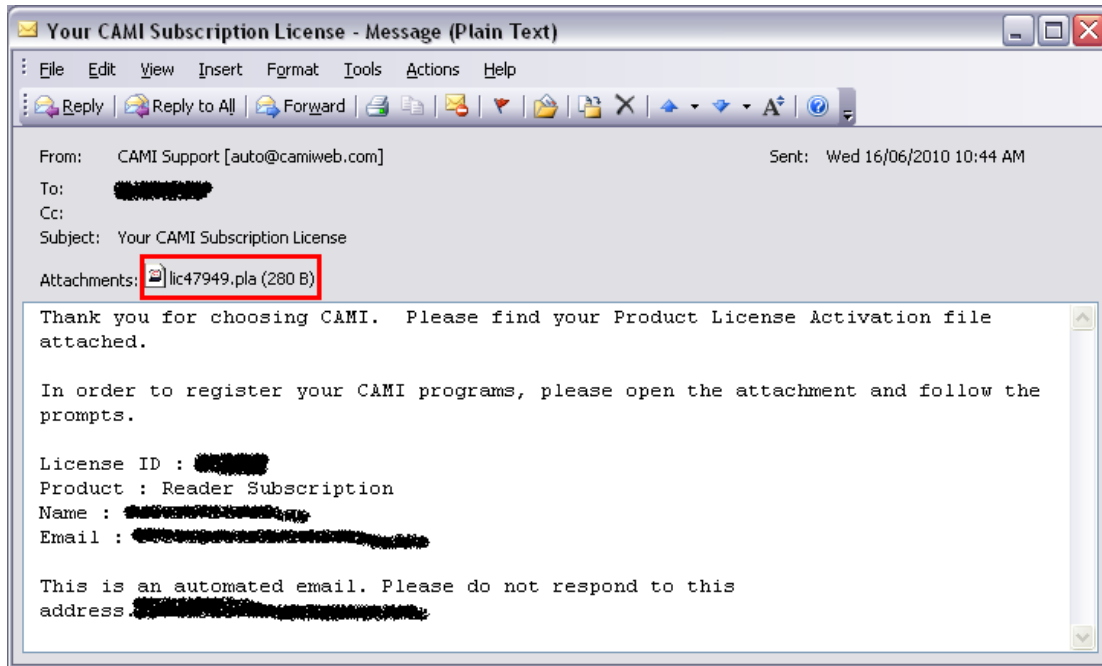 Your CAMI Subscription License - Message (Plain Text)
File Edit View Insert Format Tools Actions Help
Reply Reply to All Forward
From: CAMI Support [auto@camiweb.com] Sent: Wed 16/06/2010 10:44 AM
To:
Cc:
Subject: Your CAMI Subscription License
Attachments: lic47949.pla (280 B)
Thank you for choosing CAMI. Please find your Product License Activation file
attached.
In order to register your CAMI programs, please open the attachment and follow the
prompts.
License ID :
Product : Reader Subscription
Name :
Email :
This is an automated email. Please do not respond to this
address.